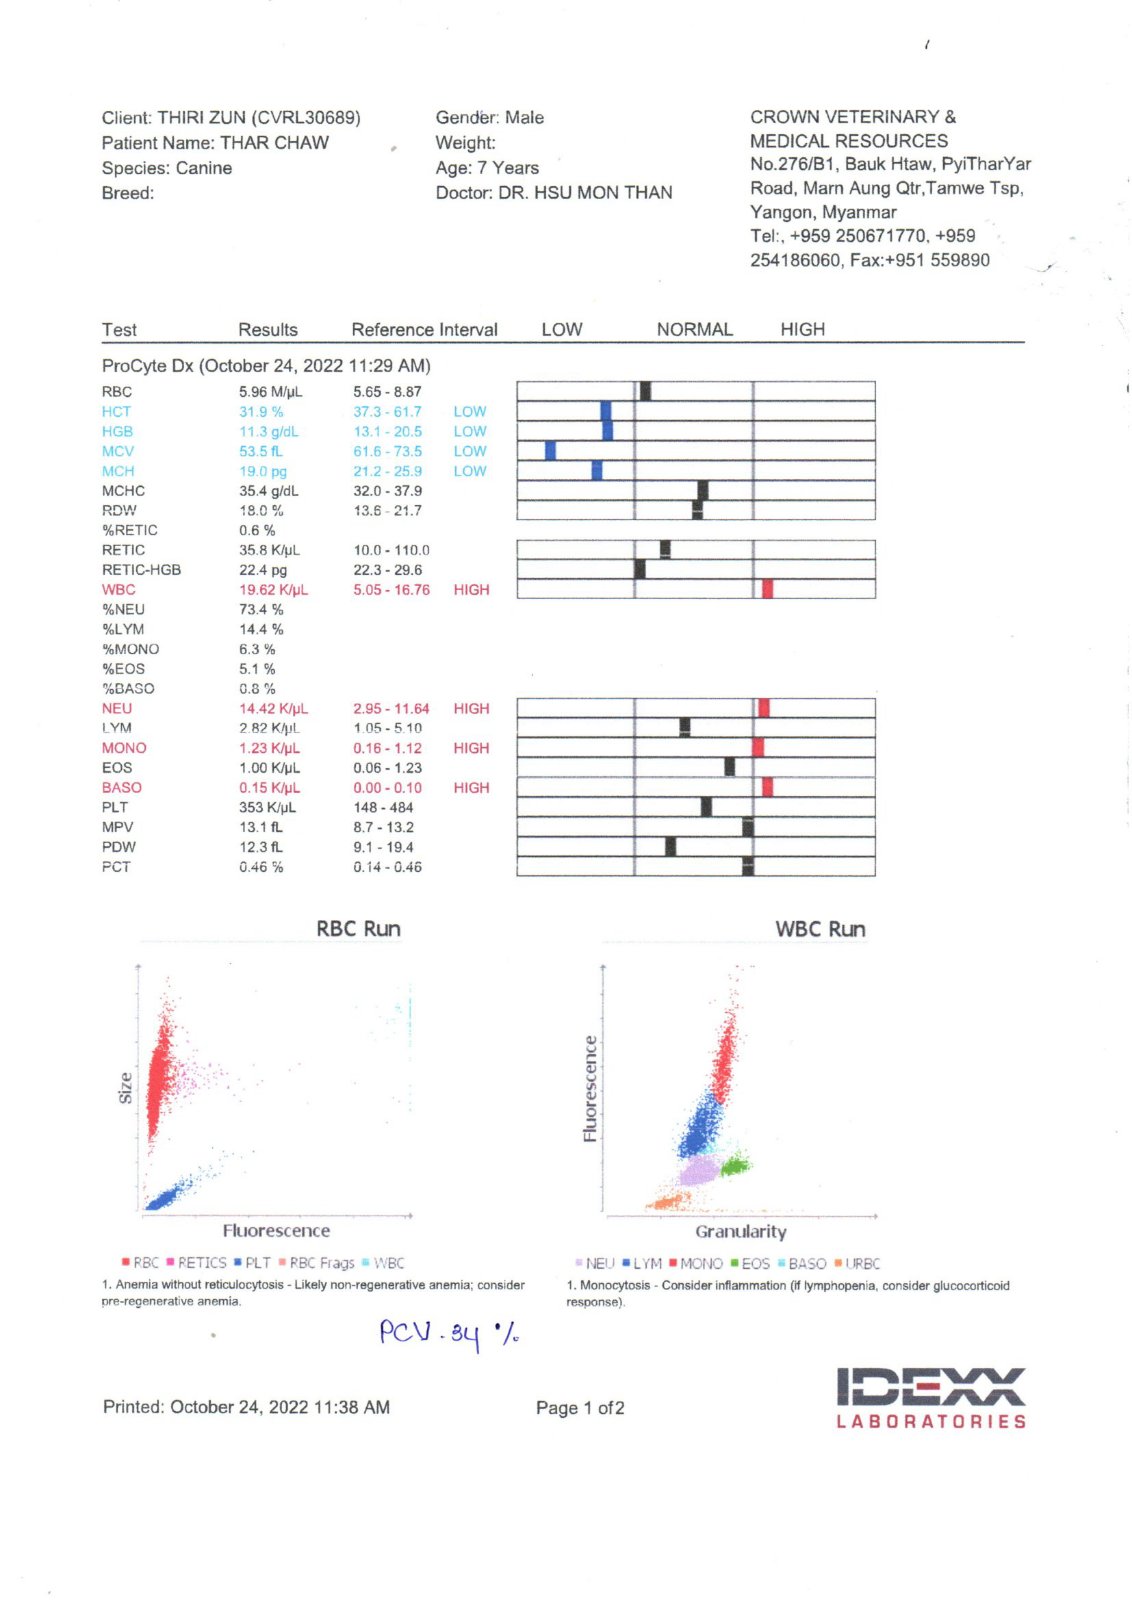 Client: THIRI ZUN (CVRL30689)
Patient Name: THAR CHAW
Species: Canine
Breed:
Gender: Male
Weight:
Age: 7 Years
Doctor: DR. HSU MON THAN
CROWN VETERINARY &
MEDICAL RESOURCES
No.276/B1, Bauk Htaw, PyiTharYar
Road, Marn Aung Qtr,Tamwe Tsp,
Yangon, Myanmar
Tel:, +959 250671770, +959
254186060, Fax:+951 559890
Test Results Reference Interval LOW NORMAL HIGH
ProCyte Dx (October 24, 2022 11:29 AM)
RBC 5.96 M/µL 5.65 - 8.87
HCT 31.9 % 37.3 - 61.7 LOW
HGB 11.3 g/dL 13.1 - 20.5 LOW
MCV 53.5 fL 61.6 - 73.5 LOW
MCH 19.0 pg 21.2 - 25.9 LOW
MCHC 35.4 g/dL 32.0 - 37.9
RDW 18.0 % 13.6 - 21.7
%RETIC 0.6 %
RETIC 35.8 K/µL 10.0 - 110.0
RETIC-HGB 22.4 pg 22.3 - 29.6
WBC 19.62 K/µL 5.05 - 16.76 HIGH
%NEU 73.4 %
%LYM 14.4 %
%MONO 6.3 %
%EOS 5.1 %
%BASO 0.8 %
NEU 14.42 K/µL 2.95 - 11.64 HIGH
LYM 2.82 K/µL 1.05 - 5.10
MONO 1.23 K/µL 0.16 - 1.12 HIGH
EOS 1.00 K/µL 0.06 - 1.23
BASO 0.15 K/µL 0.00 - 0.10 HIGH
PLT 353 K/µL 148 - 484
MPV 13.1 fL 8.7 - 13.2
PDW 12.3 fL 9.1 - 19.4
PCT 0.46 % 0.14 - 0.46
RBC Run
Size
Fluorescence
RBC RETICS PLT RBC Frags WBC
1. Anemia without reticulocytosis - Likely non-regenerative anemia; consider
pre-regenerative anemia.
WBC Run
Fluorescence
Granularity
NEU LYM MONO EOS BASO URBC
1. Monocytosis - Consider inflammation (if lymphopenia, consider glucocorticoid
response).
PCV - 34 %
Printed: October 24, 2022 11:38 AM
Page 1 of 2
IDEXX
LABORATORIES